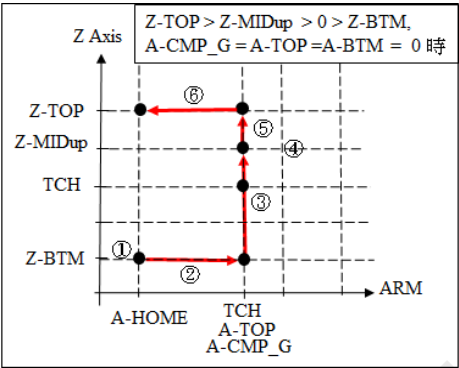 Z-TOP > Z-MIDup > 0 > Z-BTM,
A-CMP_G = A-TOP =A-BTM = 0 時
Z Axis
⑥
Z-TOP
⑤
Z-MIDup
④
TCH
③
①
Z-BTM
②
ARM
A-HOME
TCH
A-TOP
A-CMP_G